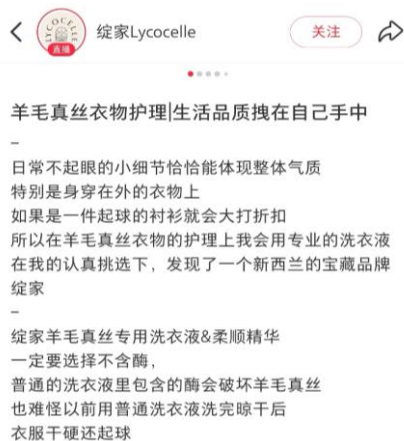 绽家Lycocelle
关注
LYCOCELLE
直播
羊毛真丝衣物护理|生活品质拽在自己手中
–
日常不起眼的小细节恰恰能体现整体气质
特别是身穿在外的衣物上
如果是一件起球的衬衫就会大打折扣
所以在羊毛真丝衣物的护理上我会用专业的洗衣液
在我的认真挑选下，发现了一个新西兰的宝藏品牌
绽家
–
绽家羊毛真丝专用洗衣液&柔顺精华
一定要选择不含酶，
普通的洗衣液里包含的酶会破坏羊毛真丝
也难怪以前用普通洗衣液洗完晾干后
衣服干硬还起球